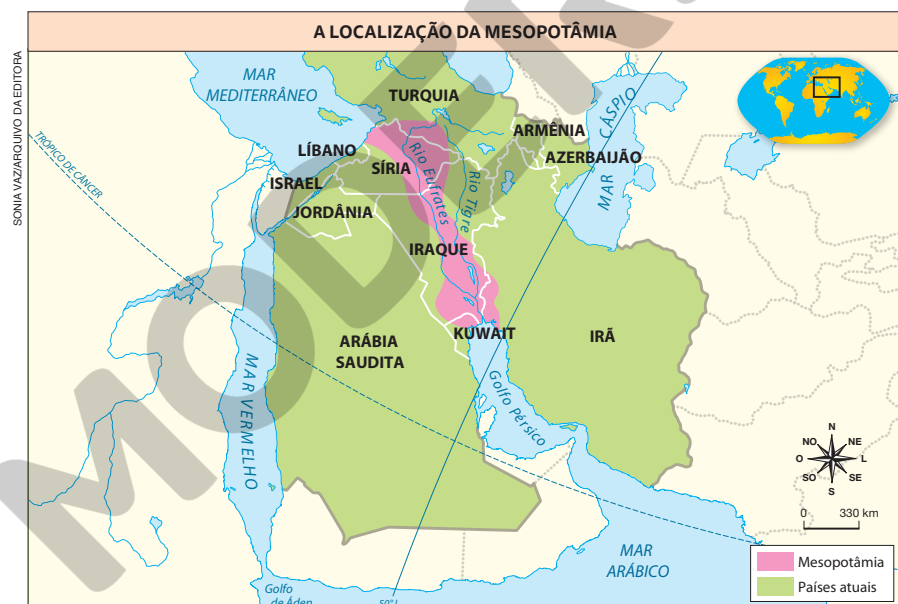 A LOCALIZAÇÃO DA MESOPOTÂMIA
SONIA VAZ/ARQUIVO DA EDITORA
MAR
MEDITERRÂNEO
TURQUIA
MAR CÁSPIO
ARMÊNIA
AZERBAIJÃO
TRÓPICO DE CÂNCER
LÍBANO
SÍRIA
ISRAEL
JORDÂNIA
Rio Eufrates
Rio Tigre
IRAQUE
KUWAIT
IRÃ
ARÁBIA
SAUDITA
MAR VERMELHO
Golfo Pérsico
N
NO
NE
O
L
SO
SE
S
0 330 km
MAR
ARÁBICO
Golfo
de Áden
50° L
Mesopotâmia
Países atuais
MODERNA